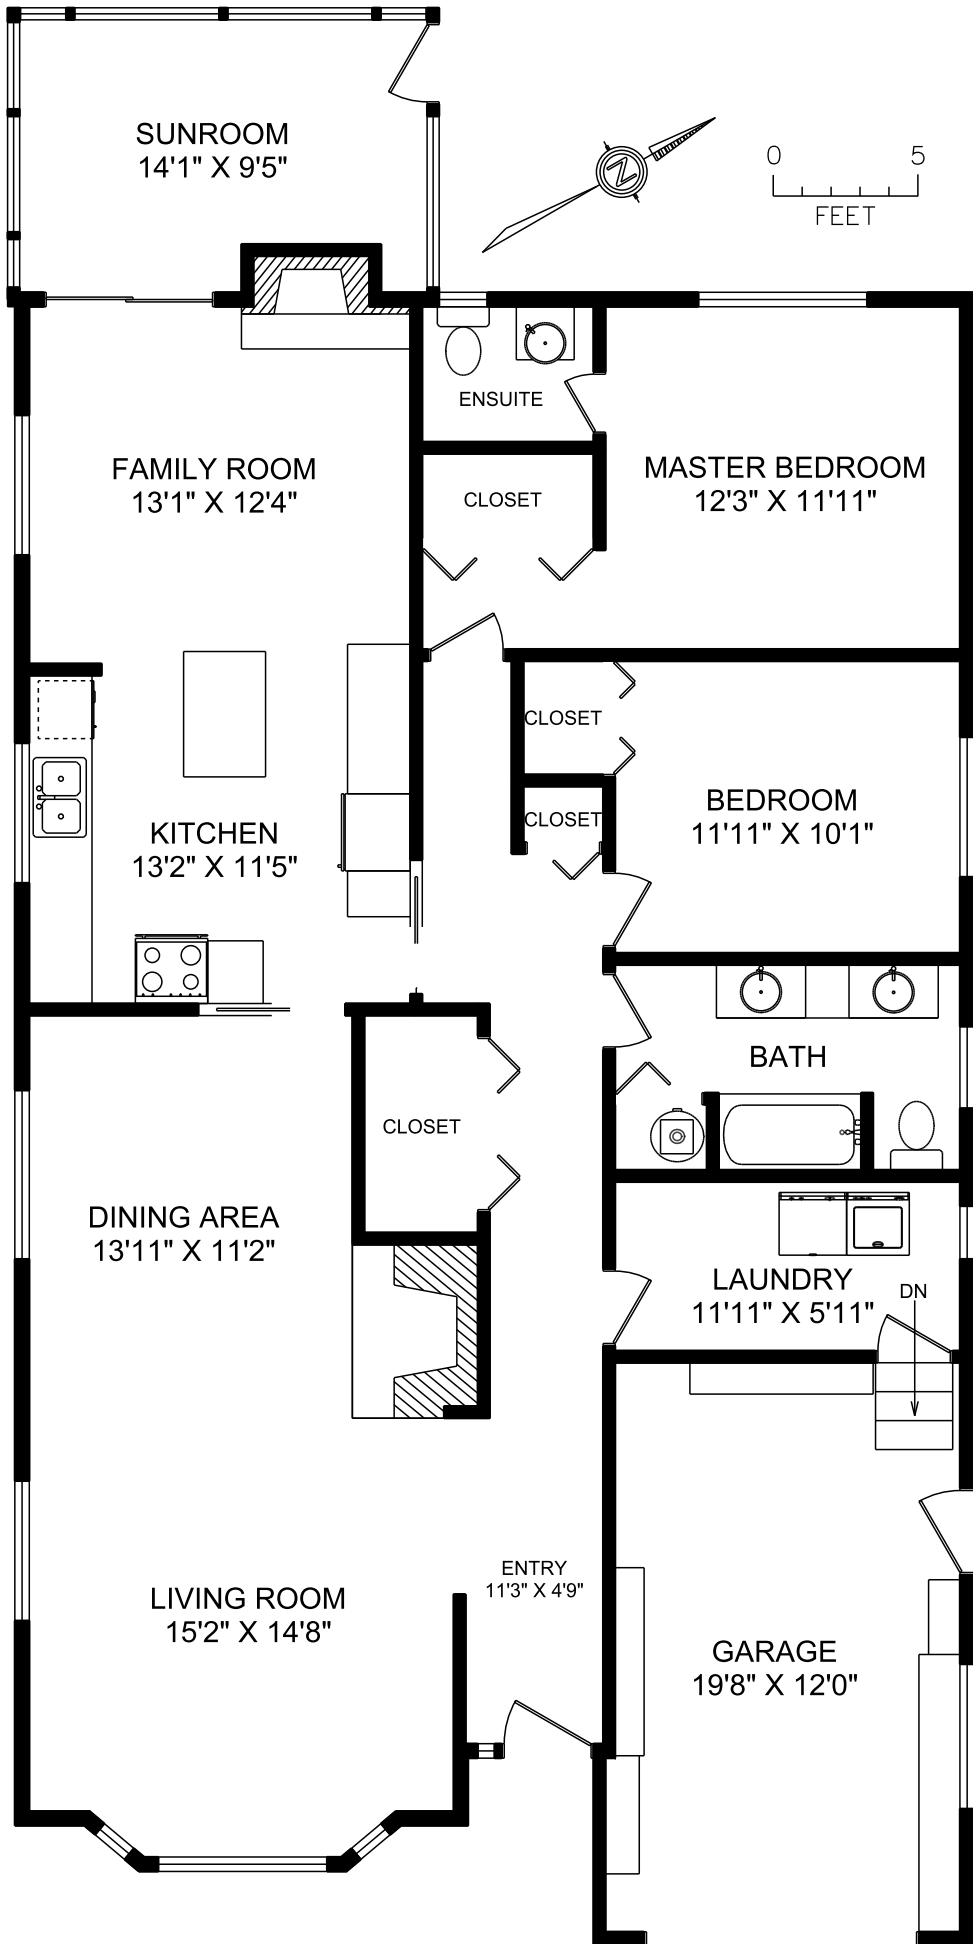 SUNROOM
14'1" X 9'5"
N
0 5
FEET
ENSUITE
FAMILY ROOM
13'1" X 12'4"
CLOSET
MASTER BEDROOM
12'3" X 11'11"
CLOSET
CLOSET
BEDROOM
11'11" X 10'1"
KITCHEN
13'2" X 11'5"
BATH
CLOSET
DINING AREA
13'11" X 11'2"
LAUNDRY
11'11" X 5'11"
DN
ENTRY
11'3" X 4'9"
LIVING ROOM
15'2" X 14'8"
GARAGE
19'8" X 12'0"